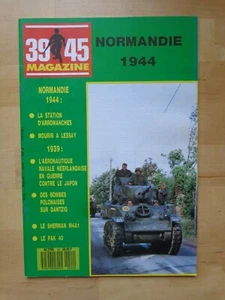 39 45
MAGAZINE
NORMANDIE
1944
NORMANDIE
1944 :
LA STATION
D'ARROMANCHES
MOURIR A LESSAY
1939 :
L'AÉRONAUTIQUE
NAVALE NÉERLANDAISE
EN GUERRE
CONTRE LE JAPON
DES BOMBES
POLONAISES
SUR DANTZIG
LE SHERMAN M4A1
LE PAK 40